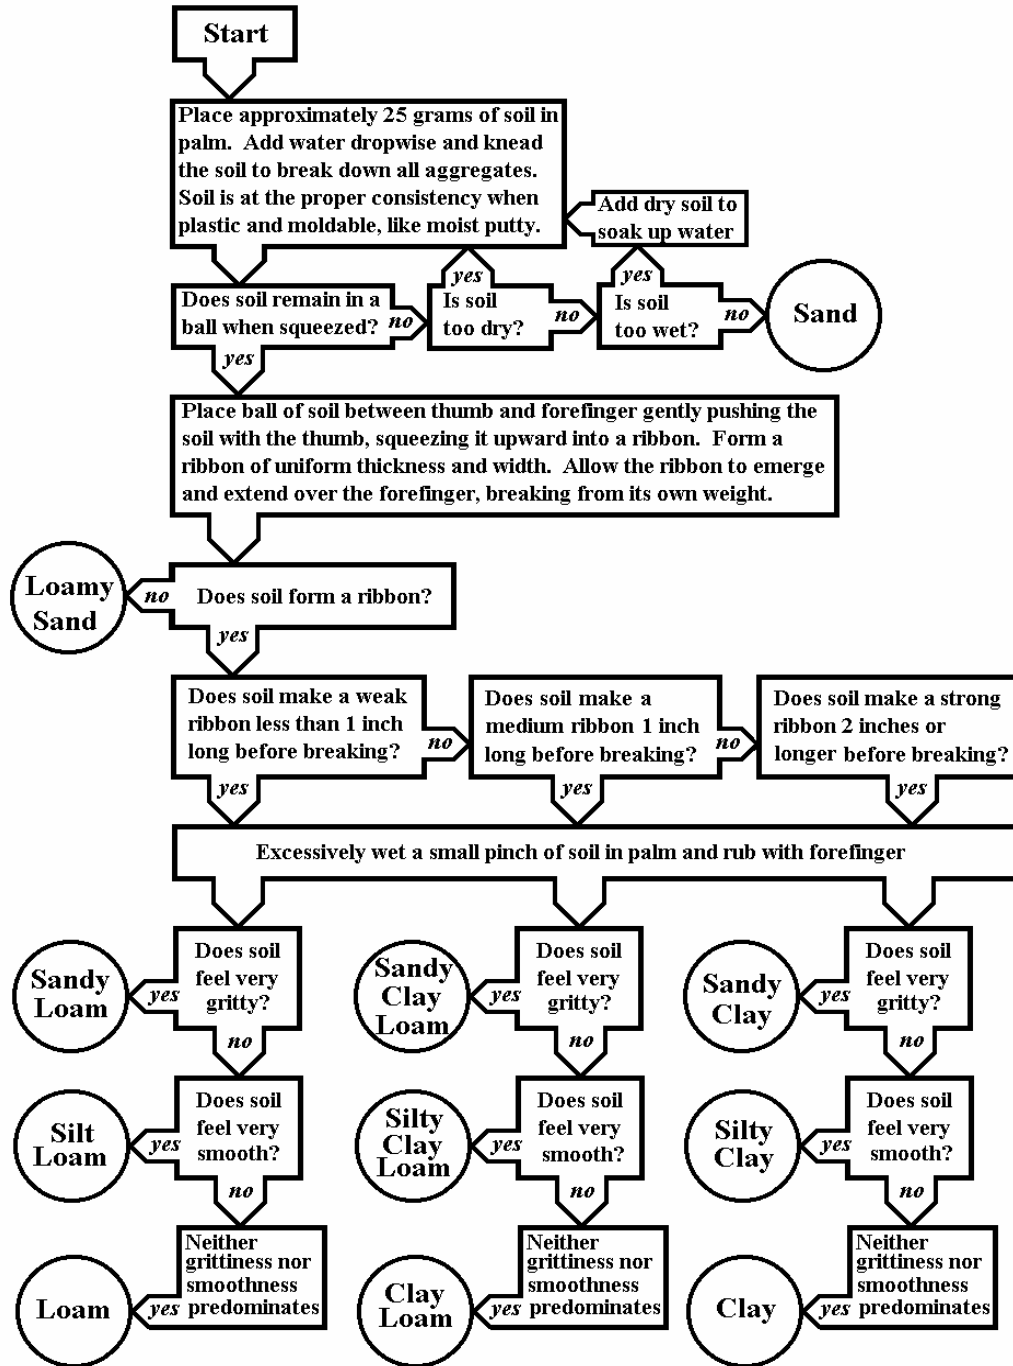 Start
Place approximately 25 grams of soil in
palm. Add water dropwise and knead
the soil to break down all aggregates.
Soil is at the proper consistency when
plastic and moldable, like moist putty.
Add dry soil to
soak up water
yes
yes
Does soil remain in a
ball when squeezed?
no
Is soil
too dry?
no
Is soil
too wet?
no
Sand
yes
Place ball of soil between thumb and forefinger gently pushing the
soil with the thumb, squeezing it upward into a ribbon. Form a
ribbon of uniform thickness and width. Allow the ribbon to emerge
and extend over the forefinger, breaking from its own weight.
Loamy
Sand
no
Does soil form a ribbon?
yes
Does soil make a weak
ribbon less than 1 inch
long before breaking?
no
Does soil make a
medium ribbon 1 inch
long before breaking?
no
Does soil make a strong
ribbon 2 inches or
longer before breaking?
yes
yes
yes
Excessively wet a small pinch of soil in palm and rub with forefinger
Sandy
Loam
yes
Does soil
feel very
gritty?
Sandy
Clay
Loam
yes
Does soil
feel very
gritty?
Sandy
Clay
yes
Does soil
feel very
gritty?
no
no
no
Silt
Loam
yes
Does soil
feel very
smooth?
Silty
Clay
Loam
yes
Does soil
feel very
smooth?
Silty
Clay
yes
Does soil
feel very
smooth?
no
no
no
Loam
yes
Neither
grittiness nor
smoothness
predominates
Clay
Loam
yes
Neither
grittiness nor
smoothness
predominates
Clay
yes
Neither
grittiness nor
smoothness
predominates